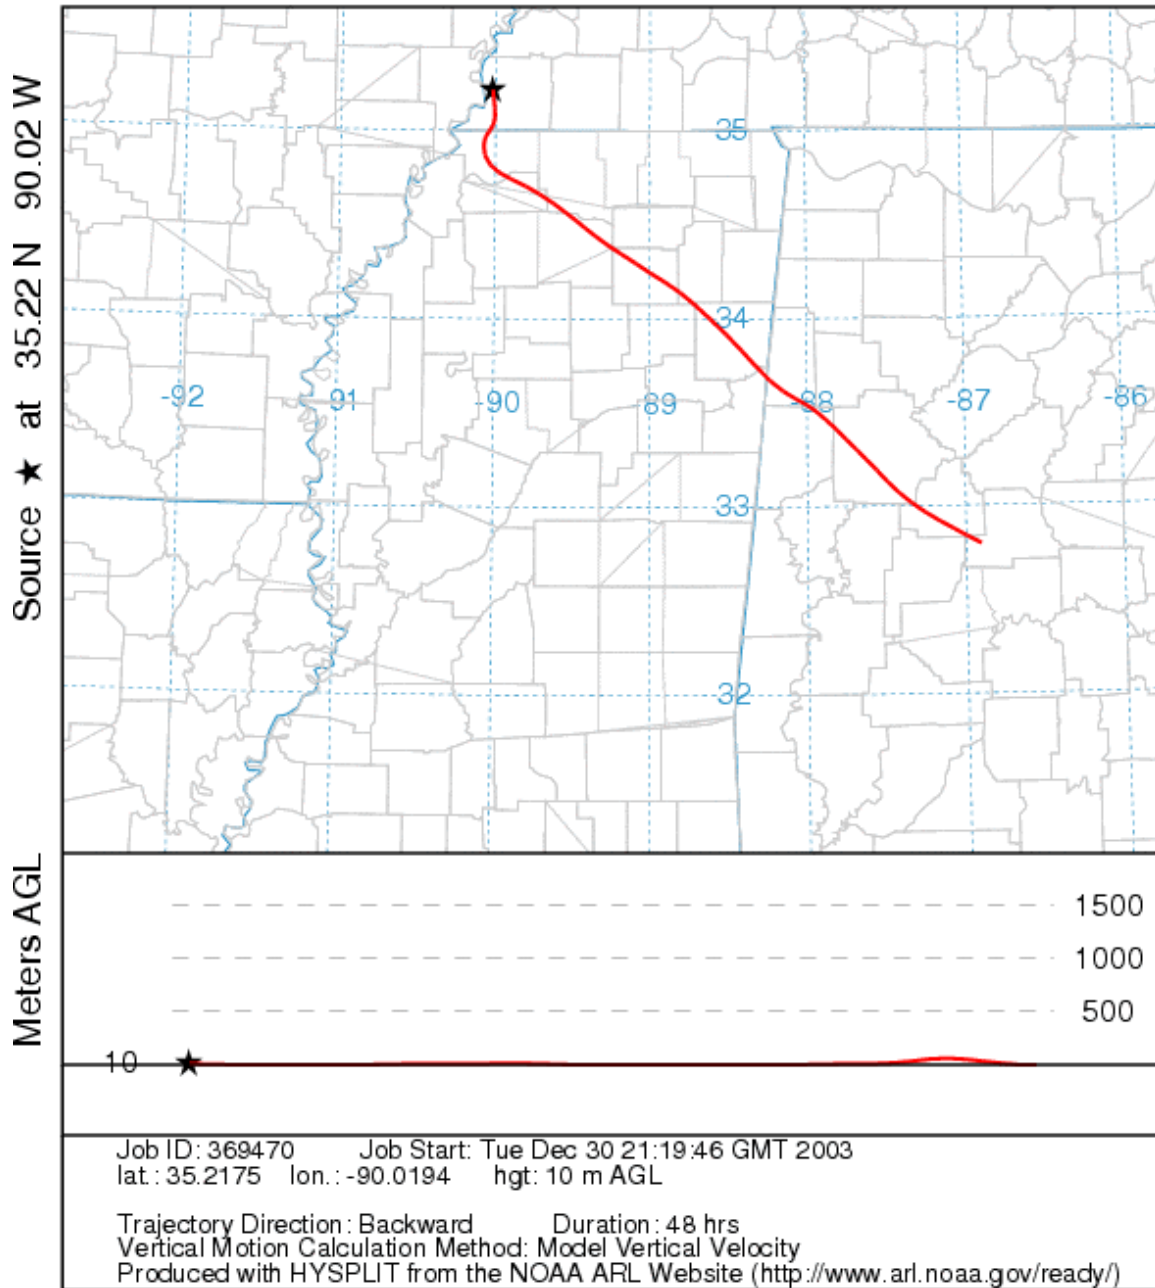 Source ★ at 35.22 N 90.02 W
35
34
-92
-91
-90
-89
-88
-87
-86
33
32
Meters AGL
1500
1000
500
10
Job ID: 369470 Job Start: Tue Dec 30 21:19:46 GMT 2003
lat.: 35.2175 lon.: -90.0194 hgt: 10 m AGL
Trajectory Direction: Backward Duration: 48 hrs
Vertical Motion Calculation Method: Model Vertical Velocity
Produced with HYSPLIT from the NOAA ARL Website (http://www.arl.noaa.gov/ready/)